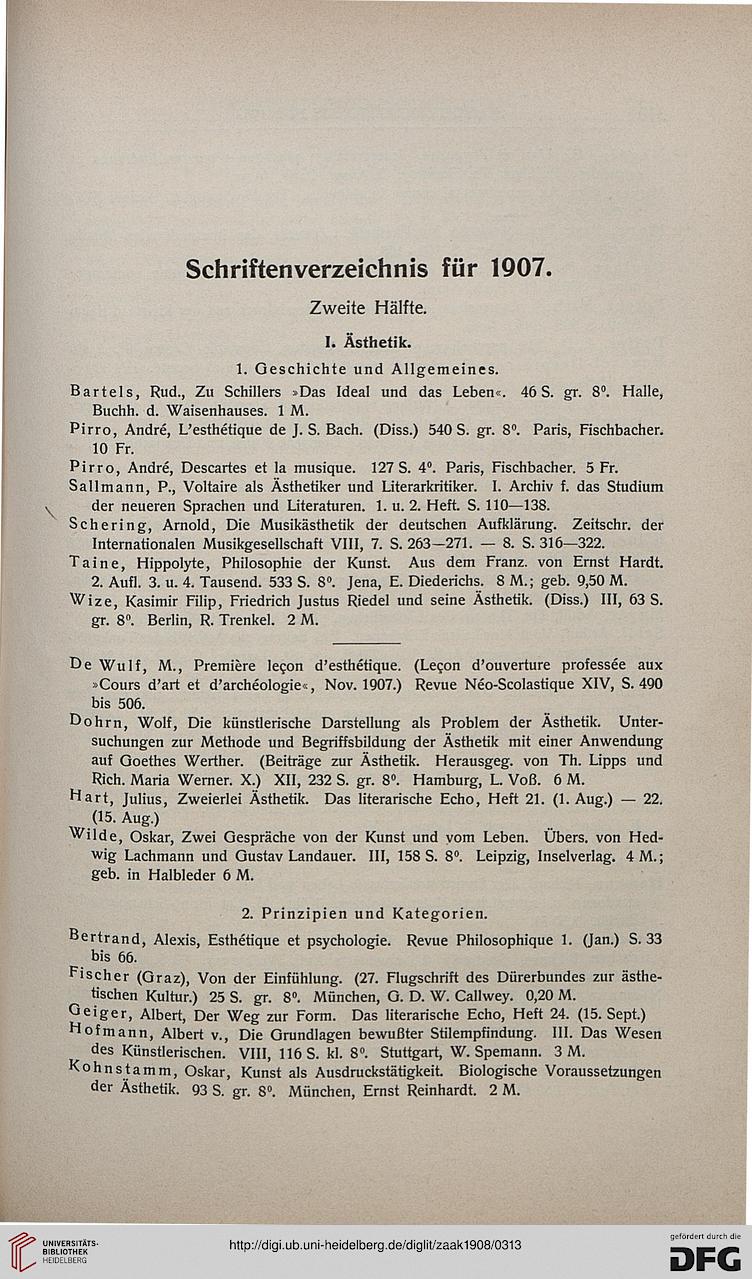 Schriftenverzeichnis für 1907.
Zweite Hälfte.
I. Ästhetik.
1. Geschichte und Allgemeines.
Bartels, Rud., Zu Schillers »Das Ideal und das Leben«. 46 S. gr. 8⁰. Halle,
Buchh. d. Waisenhauses. 1 M.
Pirro, André, L'esthétique de J. S. Bach. (Diss.) 540 S. gr. 8⁰. Paris, Fischbacher.
10 Fr.
Pirro, André, Descartes et la musique. 127 S. 4⁰. Paris, Fischbacher. 5 Fr.
Sallmann, P., Voltaire als Ästhetiker und Literarkritiker. I. Archiv f. das Studium
der neueren Sprachen und Literaturen. 1. u. 2. Heft. S. 110—138.
Schering, Arnold, Die Musikästhetik der deutschen Aufklärung. Zeitschr. der
Internationalen Musikgesellschaft VIII, 7. S. 263—271. — 8. S. 316—322.
Taine, Hippolyte, Philosophie der Kunst. Aus dem Franz. von Ernst Hardt.
2. Aufl. 3. u. 4. Tausend. 533 S. 8⁰. Jena, E. Diederichs. 8 M.; geb. 9,50 M.
Wize, Kasimir Filip, Friedrich Justus Riedel und seine Ästhetik. (Diss.) III, 63 S.
gr. 8⁰. Berlin, R. Trenkel. 2 M.
De Wulf, M., Première leçon d'esthétique. (Leçon d'ouverture professée aux
»Cours d'art et d'archéologie«, Nov. 1907.) Revue Néo-Scolastique XIV, S. 490
bis 506.
Dohrn, Wolf, Die künstlerische Darstellung als Problem der Ästhetik. Unter-
suchungen zur Methode und Begriffsbildung der Ästhetik mit einer Anwendung
auf Goethes Werther. (Beiträge zur Ästhetik. Herausgeg. von Th. Lipps und
Rich. Maria Werner. X.) XII, 232 S. gr. 8⁰. Hamburg, L. Voß. 6 M.
Hart, Julius, Zweierlei Ästhetik. Das literarische Echo, Heft 21. (1. Aug.) — 22.
(15. Aug.)
Wilde, Oskar, Zwei Gespräche von der Kunst und vom Leben. Übers. von Hed-
wig Lachmann und Gustav Landauer. III, 158 S. 8⁰. Leipzig, Inselverlag. 4 M.;
geb. in Halbleder 6 M.
2. Prinzipien und Kategorien.
Bertrand, Alexis, Esthétique et psychologie. Revue Philosophique 1. (Jan.) S. 33
bis 66.
Fischer (Graz), Von der Einfühlung. (27. Flugschrift des Dürerbundes zur ästhe-
tischen Kultur.) 25 S. gr. 8⁰. München, G. D. W. Callwey. 0,20 M.
Geiger, Albert, Der Weg zur Form. Das literarische Echo, Heft 24. (15. Sept.)
Hofmann, Albert v., Die Grundlagen bewußter Stilempfindung. III. Das Wesen
des Künstlerischen. VIII, 116 S. kl. 8⁰. Stuttgart, W. Spemann. 3 M.
Kohnstamm, Oskar, Kunst als Ausdruckstätigkeit. Biologische Voraussetzungen
der Ästhetik. 93 S. gr. 8⁰. München, Ernst Reinhardt. 2 M.
UNIVERSITÄTS-
BIBLIOTHEK
HEIDELBERG
http://digi.ub.uni-heidelberg.de/diglit/zaak1908/0313
gefördert durch die
DFG